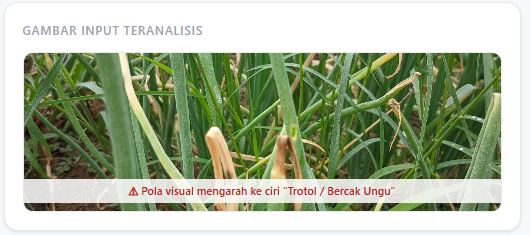 GAMBAR INPUT TERANALISIS
⚠ Pola visual mengarah ke ciri "Trotol / Bercak Ungu"